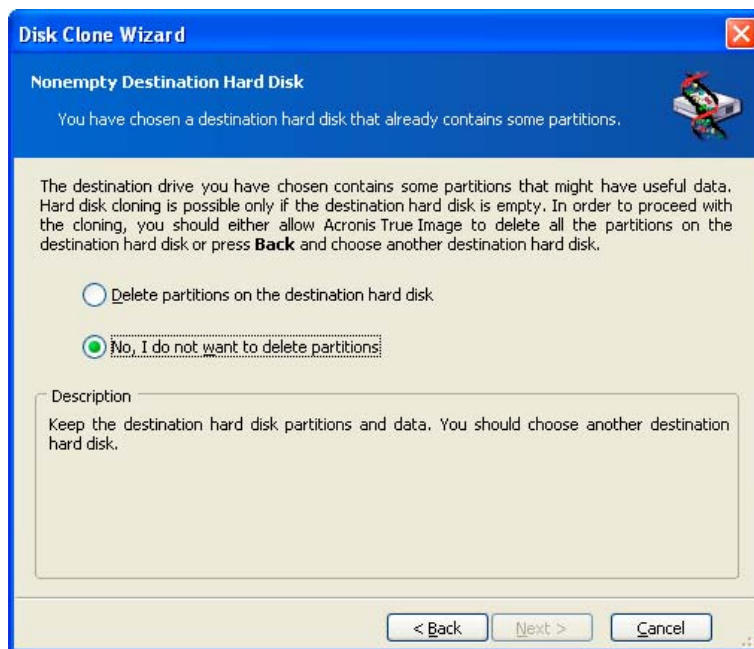 Disk Clone Wizard
Nonempty Destination Hard Disk
You have chosen a destination hard disk that already contains some partitions.
The destination drive you have chosen contains some partitions that might have useful data.
Hard disk cloning is possible only if the destination hard disk is empty. In order to proceed with
the cloning, you should either allow Acronis True Image to delete all the partitions on the
destination hard disk or press Back and choose another destination hard disk.
Delete partitions on the destination hard disk
No, I do not want to delete partitions
Description
Keep the destination hard disk partitions and data. You should choose another destination
hard disk.
< Back Next > Cancel